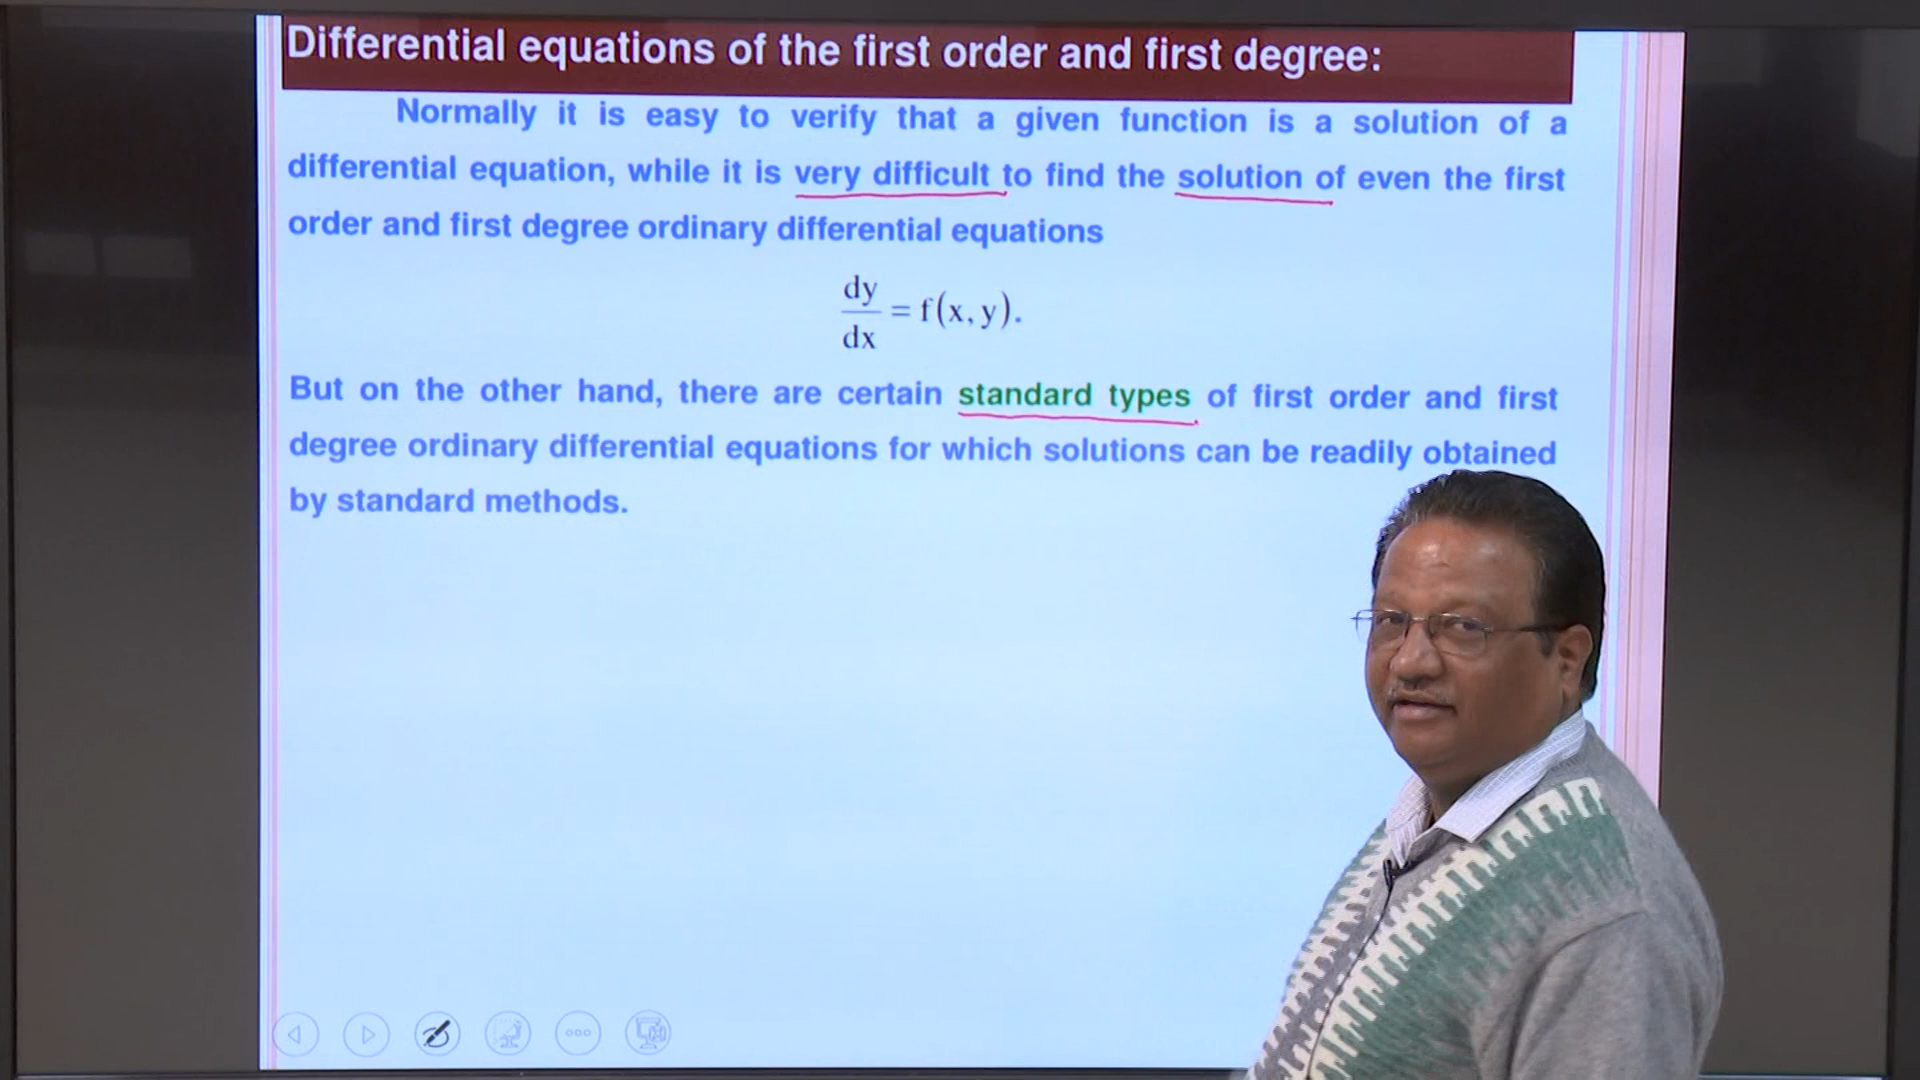 Differential equations of the first order and first degree:
Normally it is easy to verify that a given function is a solution of a
differential equation, while it is very difficult to find the solution of even the first
order and first degree ordinary differential equations
dy/dx = f(x, y).
But on the other hand, there are certain standard types of first order and first
degree ordinary differential equations for which solutions can be readily obtained
by standard methods.